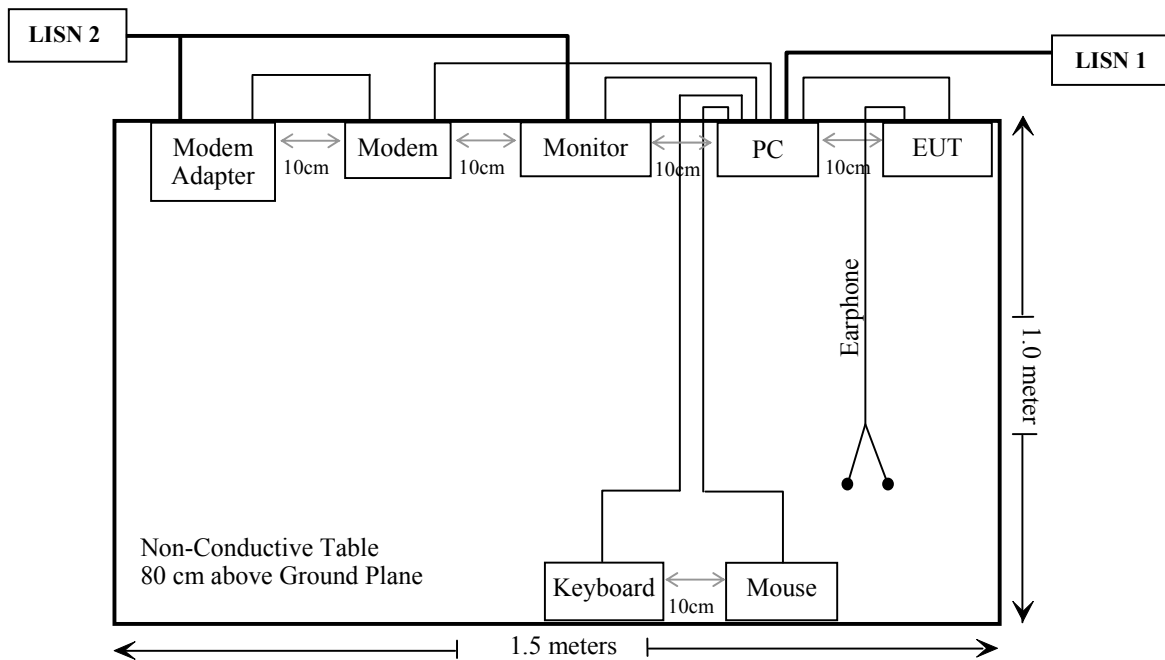 LISN 2
LISN 1
Modem
Adapter
10cm
Modem
10cm
Monitor
10cm
PC
10cm
EUT
Earphone
1.0 meter
Non-Conductive Table
80 cm above Ground Plane
Keyboard
10cm
Mouse
1.5 meters